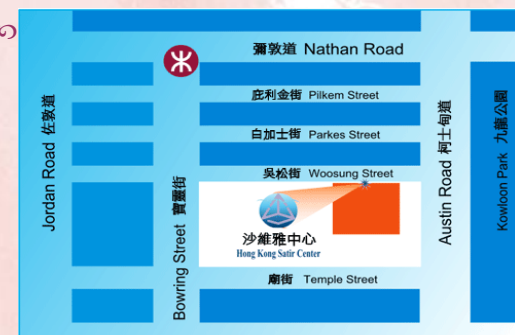 彌敦道 Nathan Road
庇利金街 Pilkem Street
白加士街 Parkes Street
吳松街 Woosung Street
沙維雅中心
Hong Kong Satir Center
廟街 Temple Street
Jordan Road 佐敦道
Bowring Street 寶靈街
Austin Road 柯士甸道
Kowloon Park 九龍公園